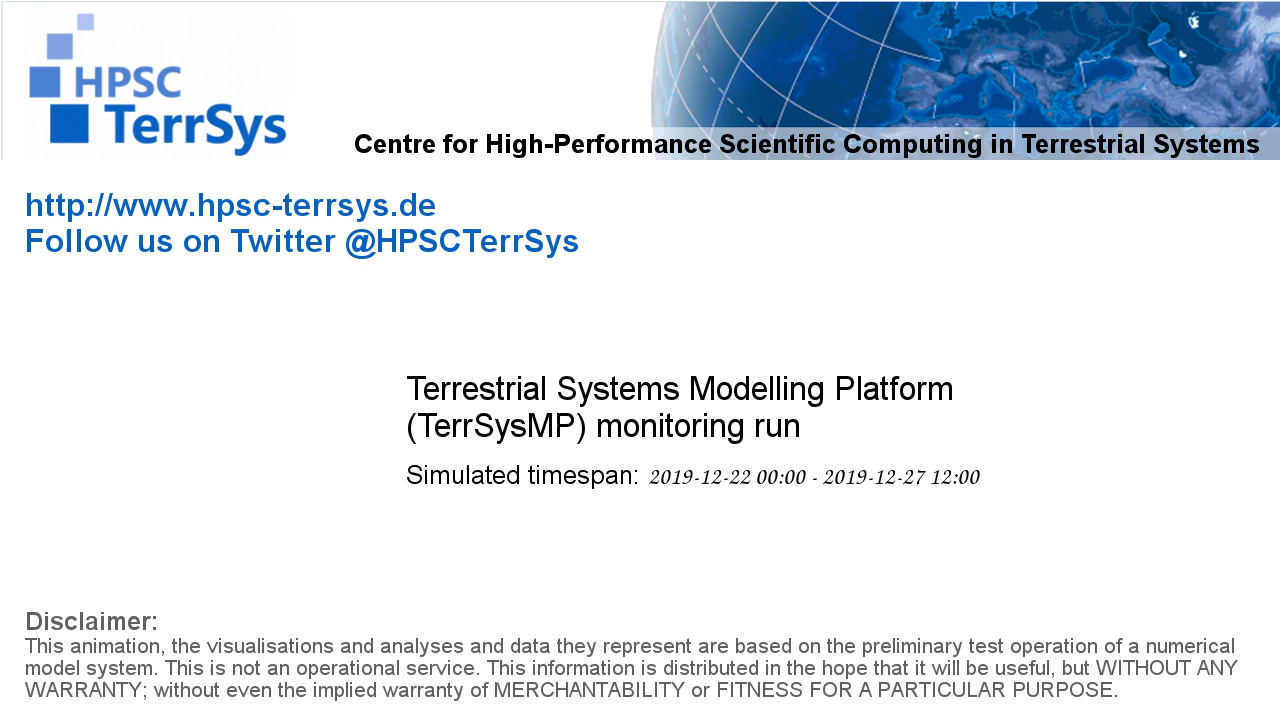 HPSC
TerrSys
Centre for High-Performance Scientific Computing in Terrestrial Systems
http://www.hpsc-terrsys.de
Follow us on Twitter @HPSCTerrSys
Terrestrial Systems Modelling Platform
(TerrSysMP) monitoring run
Simulated timespan: 2019-12-22 00:00 - 2019-12-27 12:00
Disclaimer:
This animation, the visualisations and analyses and data they represent are based on the preliminary test operation of a numerical
model system. This is not an operational service. This information is distributed in the hope that it will be useful, but WITHOUT ANY
WARRANTY; without even the implied warranty of MERCHANTABILITY or FITNESS FOR A PARTICULAR PURPOSE.